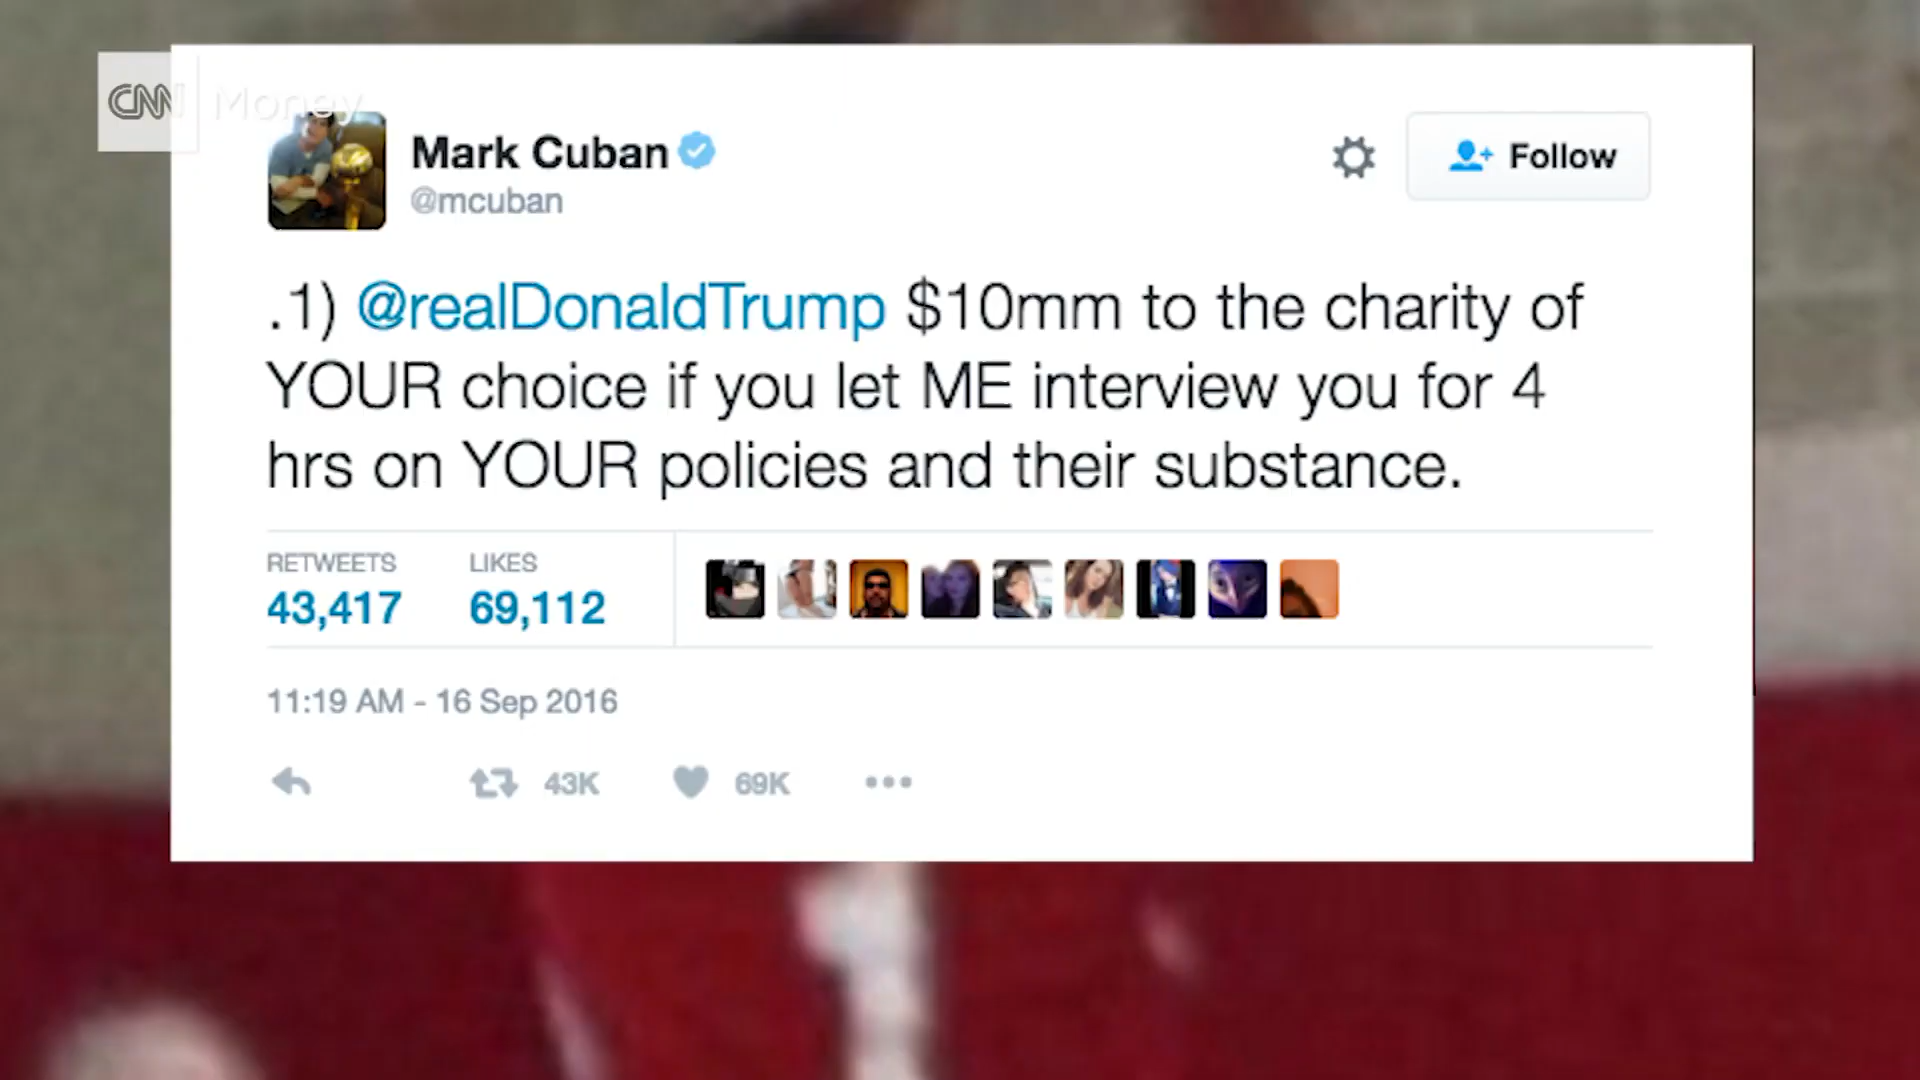 CNN Money
Mark Cuban
@mcuban
Follow
.1) @realDonaldTrump $10mm to the charity of
YOUR choice if you let ME interview you for 4
hrs on YOUR policies and their substance.
RETWEETS LIKES
43,417 69,112
11:19 AM - 16 Sep 2016
43K 69K